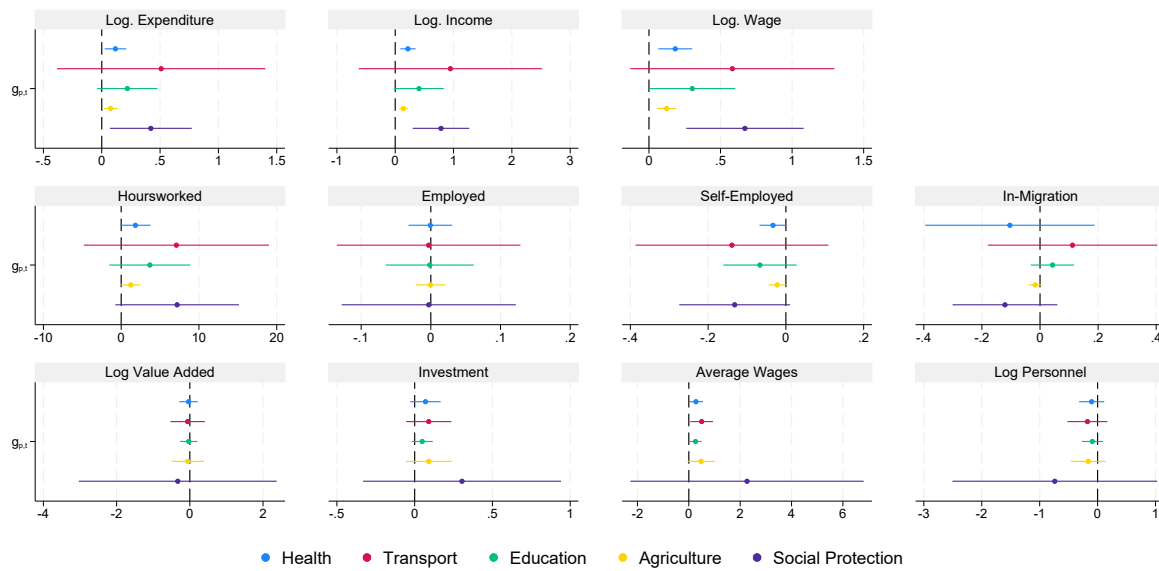 Log. Expenditure Log. Income Log. Wage
g_p,t
-.5 0 .5 1 1.5 -1 0 1 2 3 0 .5 1 1.5
Hoursworked Employed Self-Employed In-Migration
g_p,t
-10 0 10 20 -.1 0 .1 .2 -.4 -.2 0 .2 -.4 -.2 0 .2 .4
Log Value Added Investment Average Wages Log Personnel
g_p,t
-4 -2 0 2 -.5 0 .5 1 -2 0 2 4 6 -3 -2 -1 0 1
Health Transport Education Agriculture Social Protection